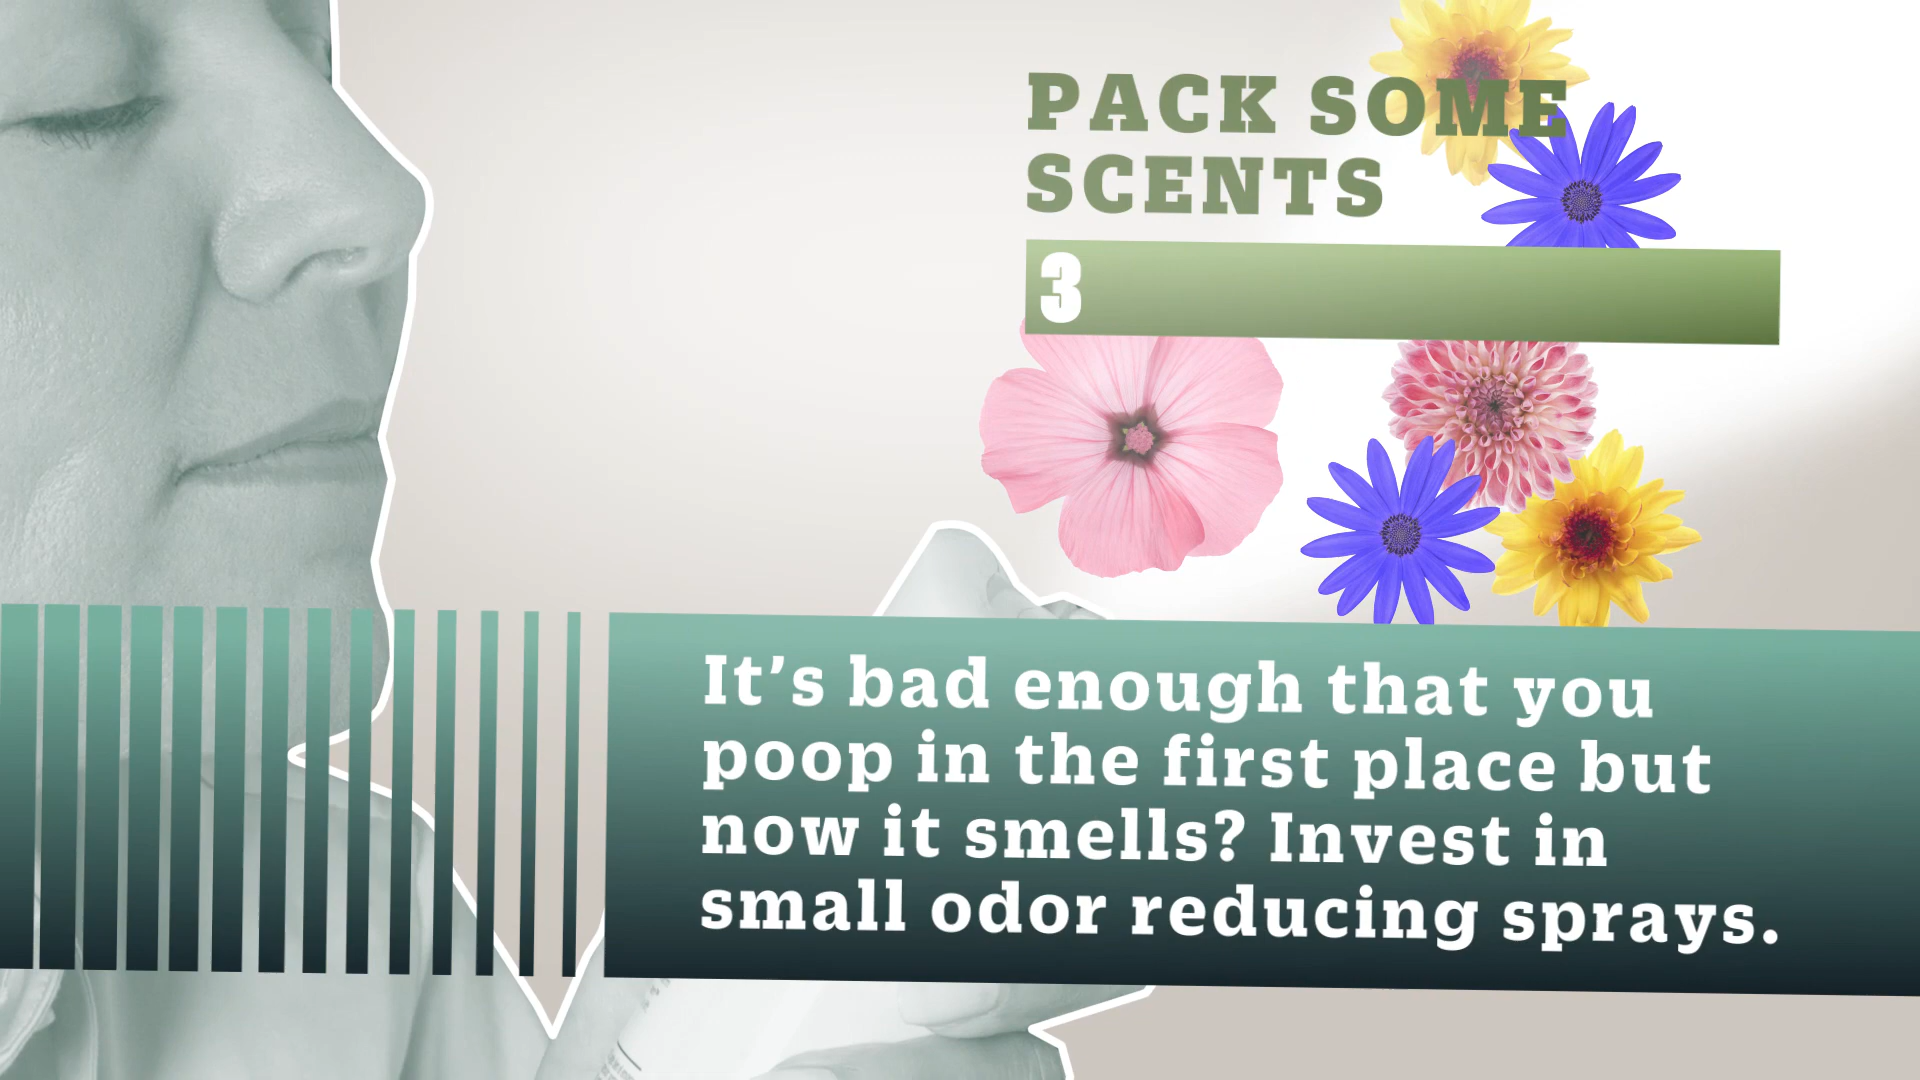 PACK SOME
SCENTS
3
It's bad enough that you
poop in the first place but
now it smells? Invest in
small odor reducing sprays.